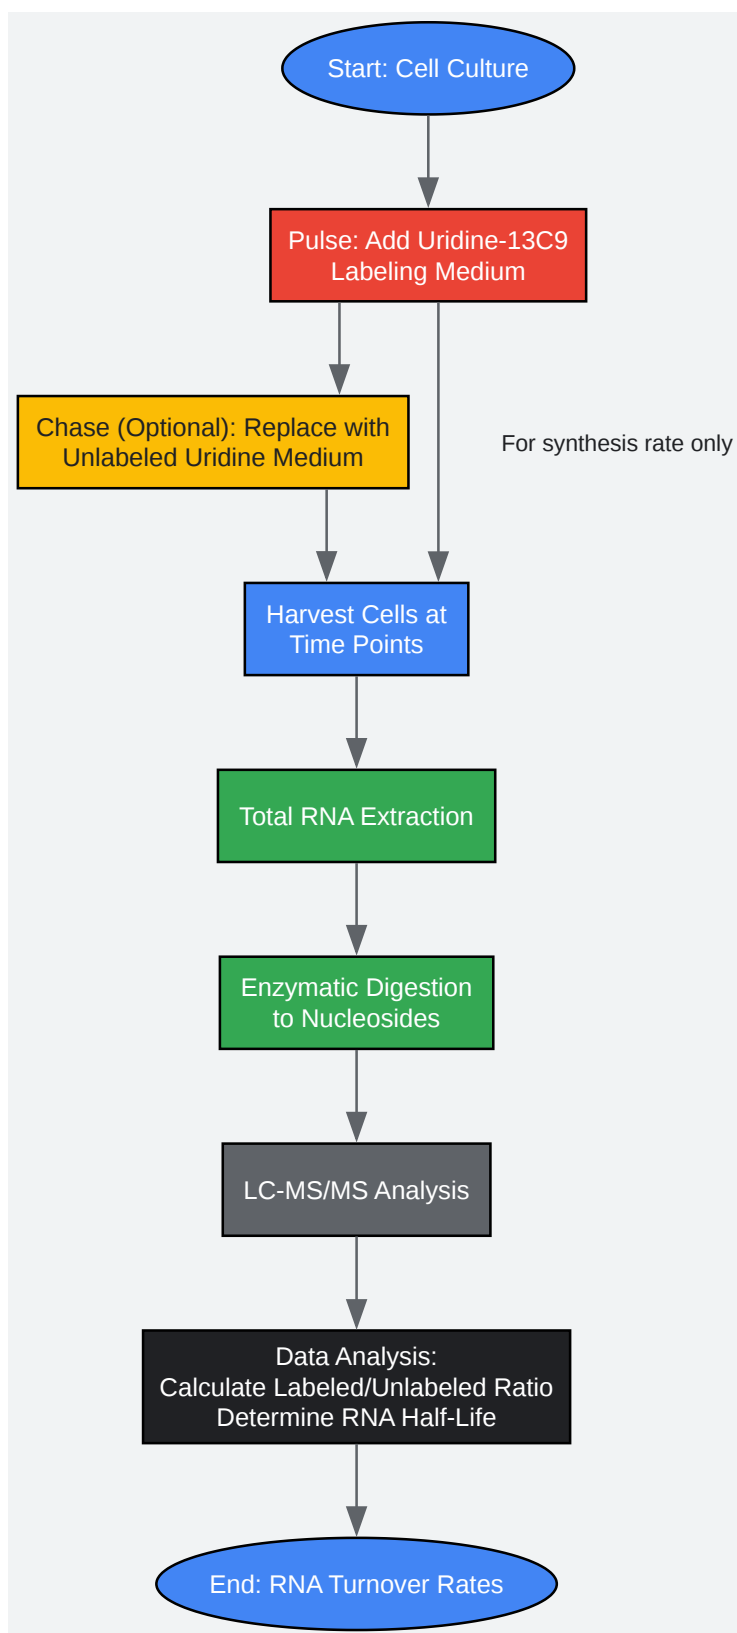 Start: Cell Culture
Pulse: Add Uridine-13C9
Labeling Medium
Chase (Optional): Replace with
Unlabeled Uridine Medium
For synthesis rate only
Harvest Cells at
Time Points
Total RNA Extraction
Enzymatic Digestion
to Nucleosides
LC-MS/MS Analysis
Data Analysis:
Calculate Labeled/Unlabeled Ratio
Determine RNA Half-Life
End: RNA Turnover Rates